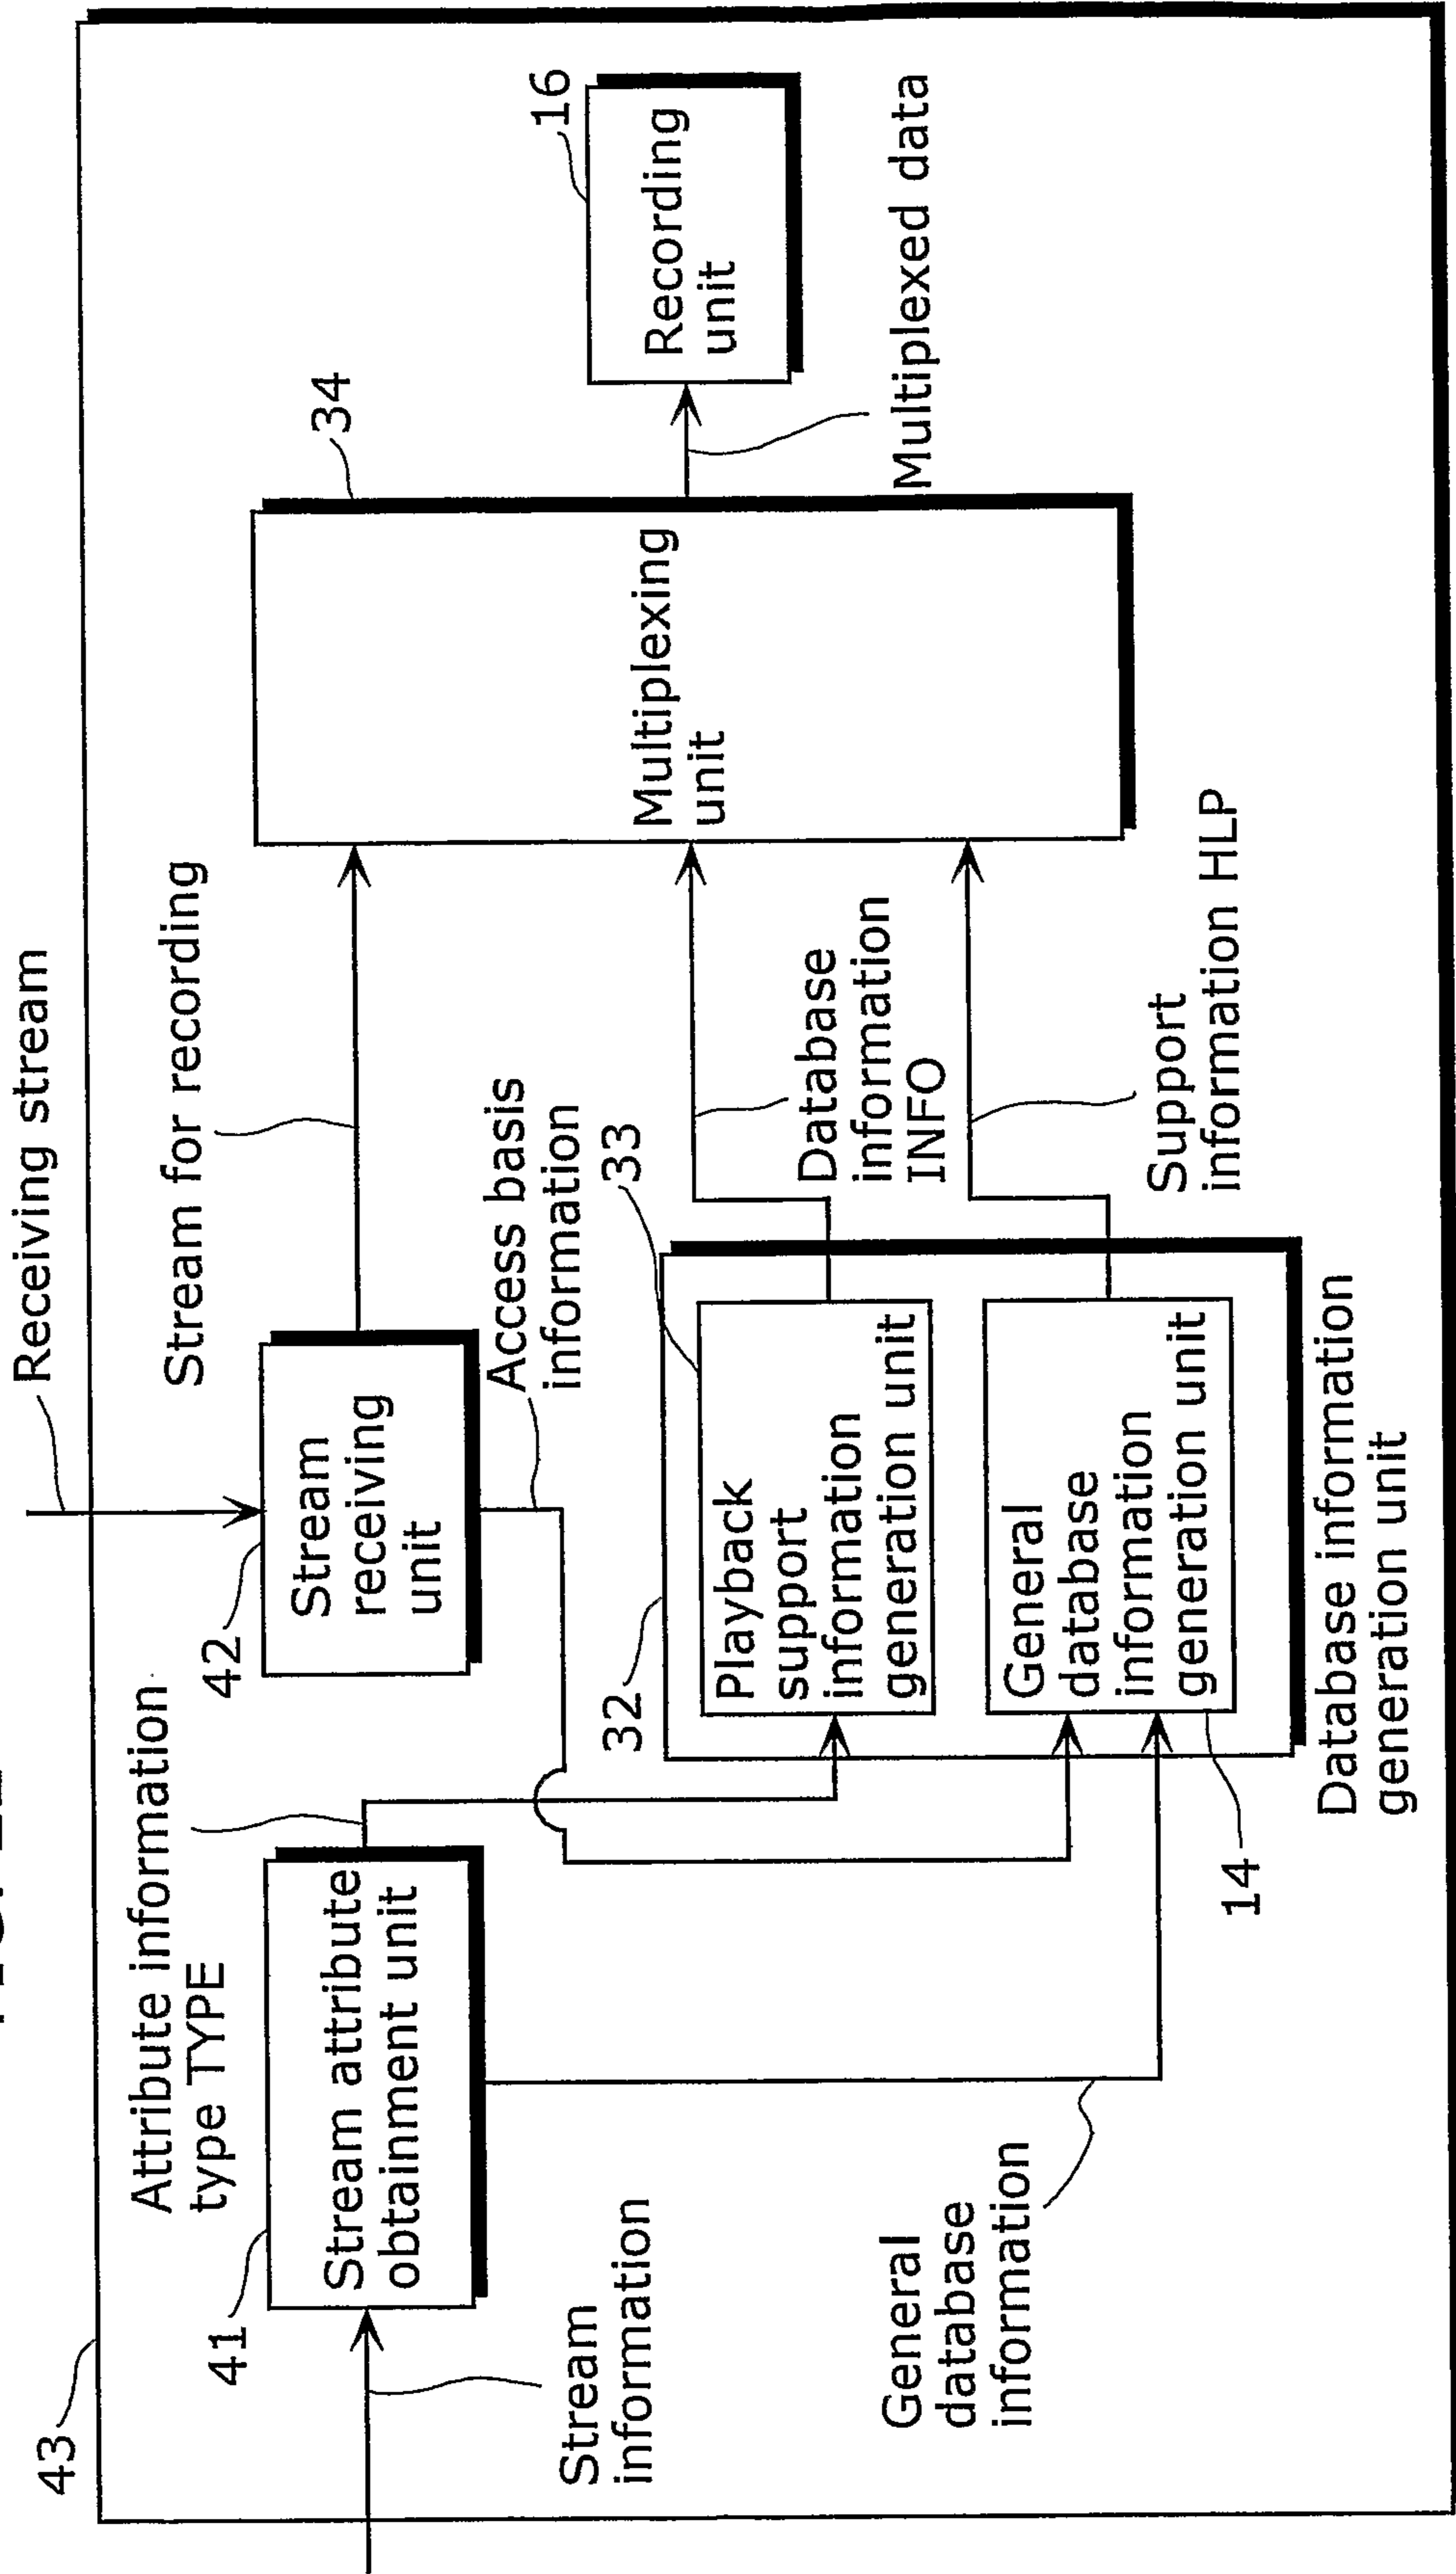 43
Receiving stream
Attribute information
type TYPE
Stream for recording
41
42
34
16
Stream attribute
obtainment unit
Stream
receiving
unit
Access basis
information
Stream
information
32
33
Playback
support
information
generation unit
Multiplexing
unit
Recording
unit
Database
information
INFO
Multiplexed data
General
database
information
General
database
information
generation unit
14
Support
information HLP
Database information
generation unit